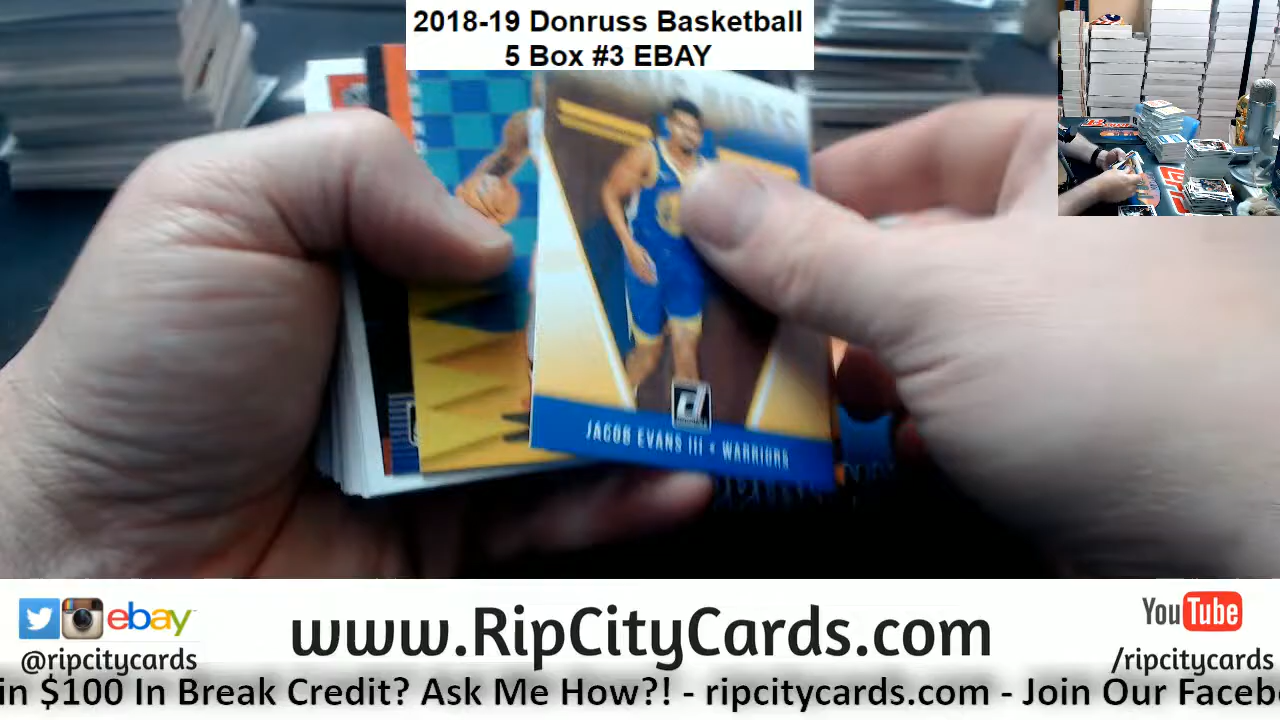 2018-19 Donruss Basketball
5 Box #3 EBAY
JACOB EVANS III • WARRIORS
ebay
@ripcitycards
www.RipCityCards.com
YouTube
/ripcitycards
in $100 In Break Credit? Ask Me How?! - ripcitycards.com - Join Our Facebo